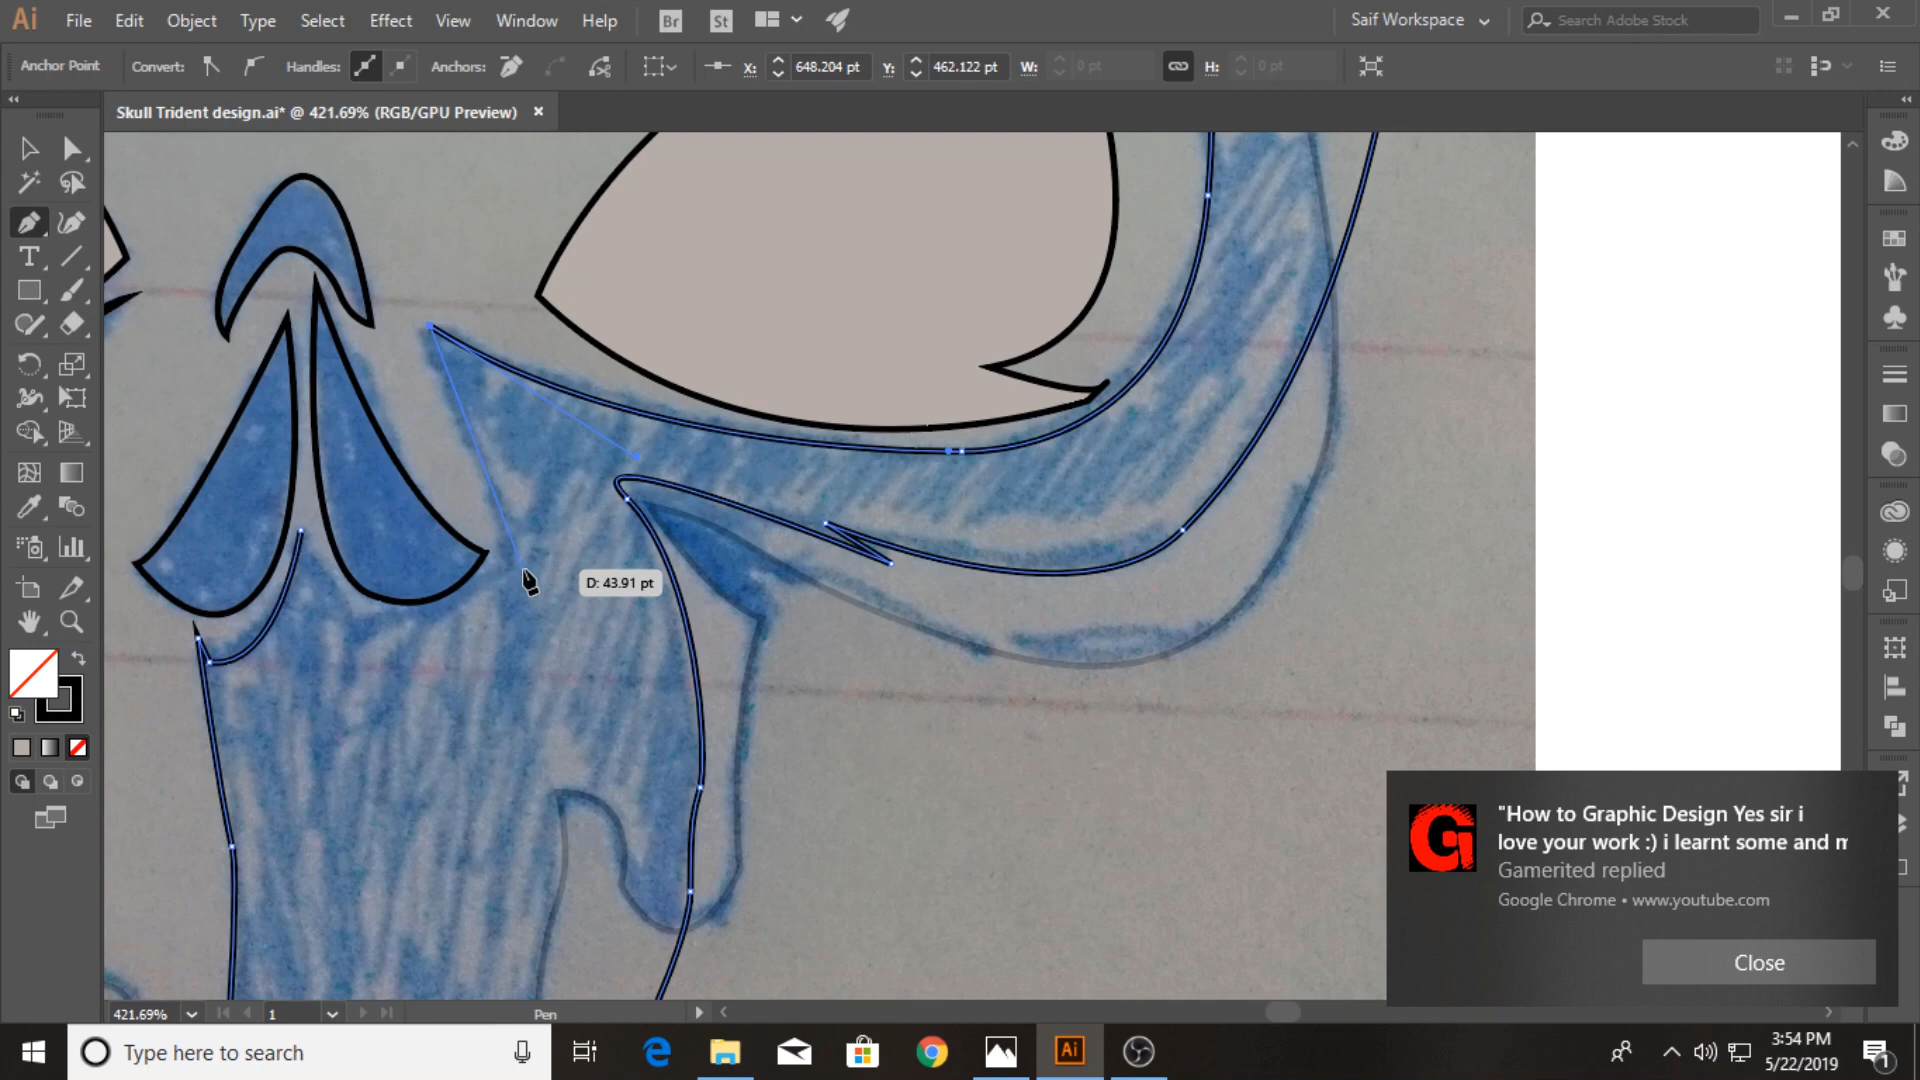 Ai File Edit Object Type Select Effect View Window Help Br St Saif Workspace Search Adobe Stock
Anchor Point Convert: Handles: Anchors: X: 648.204 pt Y: 462.122 pt W: 0 pt H: 0 pt
Skull Trident design.ai* @ 421.69% (RGB/GPU Preview) ×
T
D: 43.91 pt
"How to Graphic Design Yes sir i
love your work :) i learnt some and m
Gamerited replied
Google Chrome • www.youtube.com
Close
421.69% 1 Pen
Type here to search
Ai
3:54 PM
5/22/2019
1